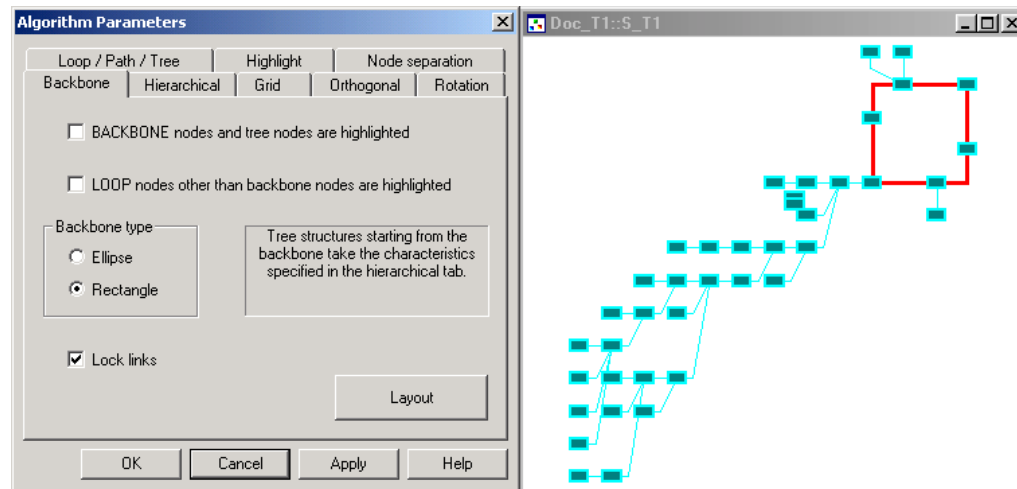 Algorithm Parameters
Loop / Path / Tree
Highlight
Node separation
Backbone
Hierarchical
Grid
Orthogonal
Rotation
BACKBONE nodes and tree nodes are highlighted
LOOP nodes other than backbone nodes are highlighted
Backbone type
Ellipse
Rectangle
Tree structures starting from the
backbone take the characteristics
specified in the hierarchical tab.
Lock links
Layout
OK
Cancel
Apply
Help
Doc_T1::S_T1